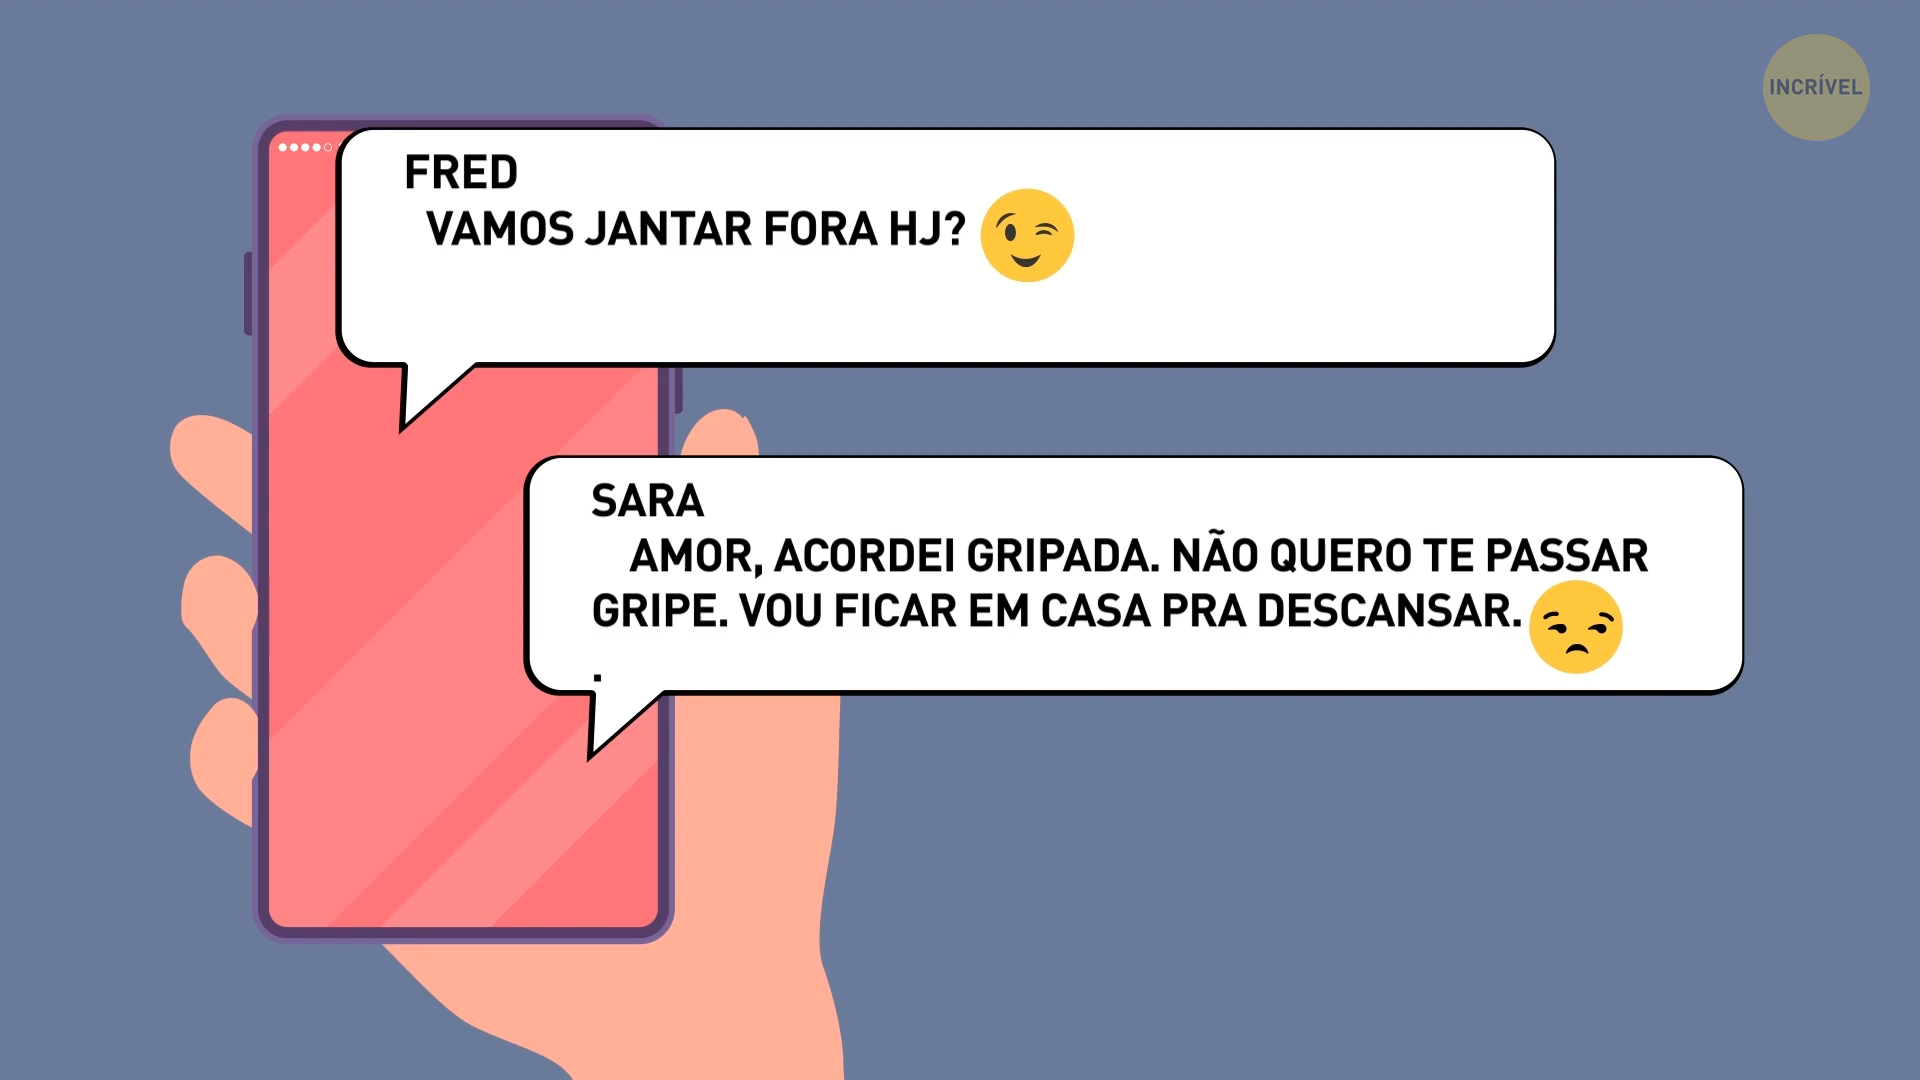 INCRÍVEL
FRED
VAMOS JANTAR FORA HJ?
SARA
AMOR, ACORDEI GRIPADA. NÃO QUERO TE PASSAR
GRIPE. VOU FICAR EM CASA PRA DESCANSAR.
.